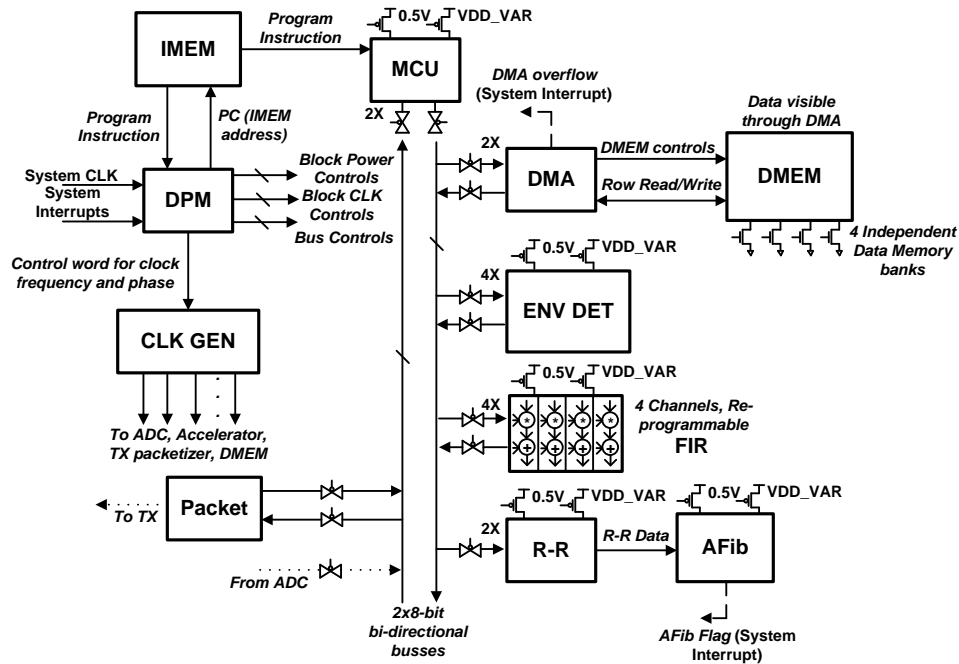 0.5V
VDD_VAR
Program
Instruction
IMEM
MCU
DMA overflow
(System Interrupt)
2X
Data visible
through DMA
Program
Instruction
PC (IMEM
address)
2X
DMA
DMEM controls
Row Read/Write
DMEM
System CLK
System
Interrupts
DPM
Block Power
Controls
Block CLK
Controls
Bus Controls
4 Independent
Data Memory
banks
Control word for clock
frequency and phase
0.5V
VDD_VAR
4X
ENV DET
CLK GEN
0.5V
VDD_VAR
4X
* * * *
+ + + +
4 Channels, Re-
programmable
FIR
To ADC, Accelerator,
TX packetizer, DMEM
Packet
To TX
0.5V
VDD_VAR
0.5V
VDD_VAR
2X
R-R
R-R Data
AFib
From ADC
2x8-bit
bi-directional
busses
AFib Flag (System
Interrupt)